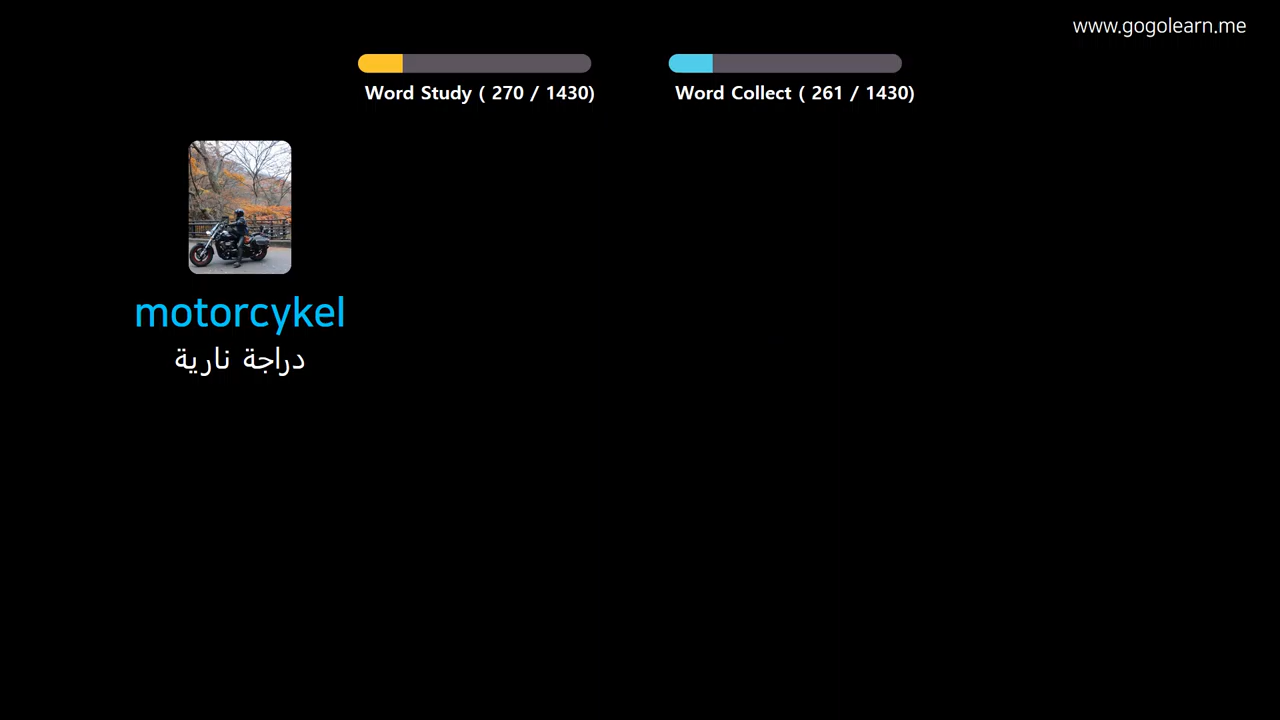 www.gogolearn.me
Word Study ( 270 / 1430)
Word Collect ( 261 / 1430)
motorcykel
دراجة نارية